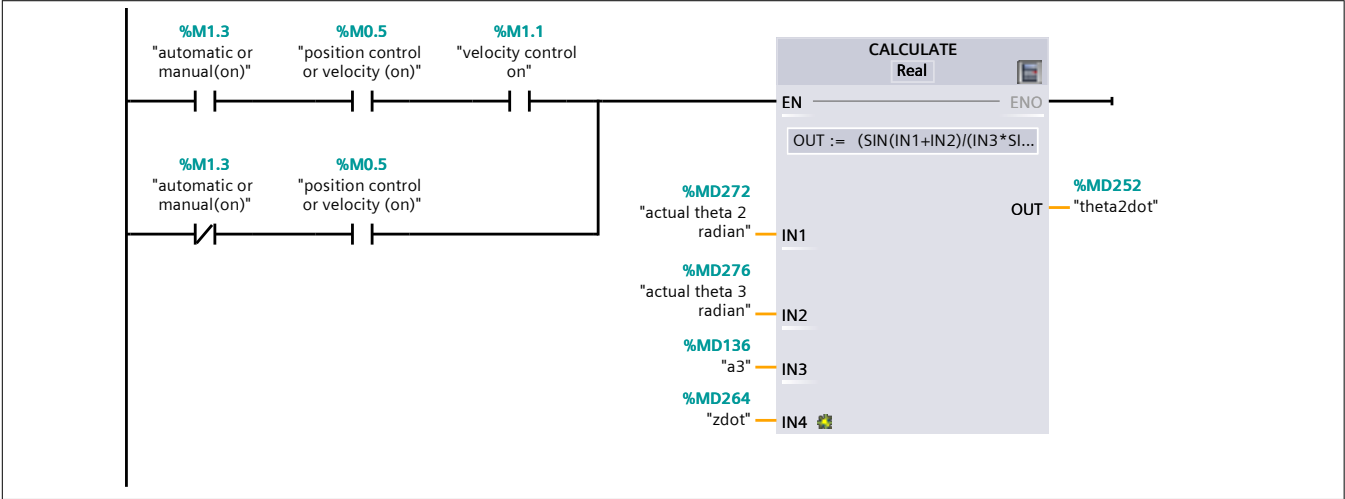 %M1.3
"automatic or
manual(on)"
%M0.5
"position control
or velocity (on)"
%M1.1
"velocity control
on"
CALCULATE
Real
EN
ENO
OUT := (SIN(IN1+IN2)/(IN3*SI...
%M1.3
"automatic or
manual(on)"
%M0.5
"position control
or velocity (on)"
%MD272
"actual theta 2
radian"
IN1
%MD252
OUT
"theta2dot"
%MD276
"actual theta 3
radian"
IN2
%MD136
"a3"
IN3
%MD264
"zdot"
IN4